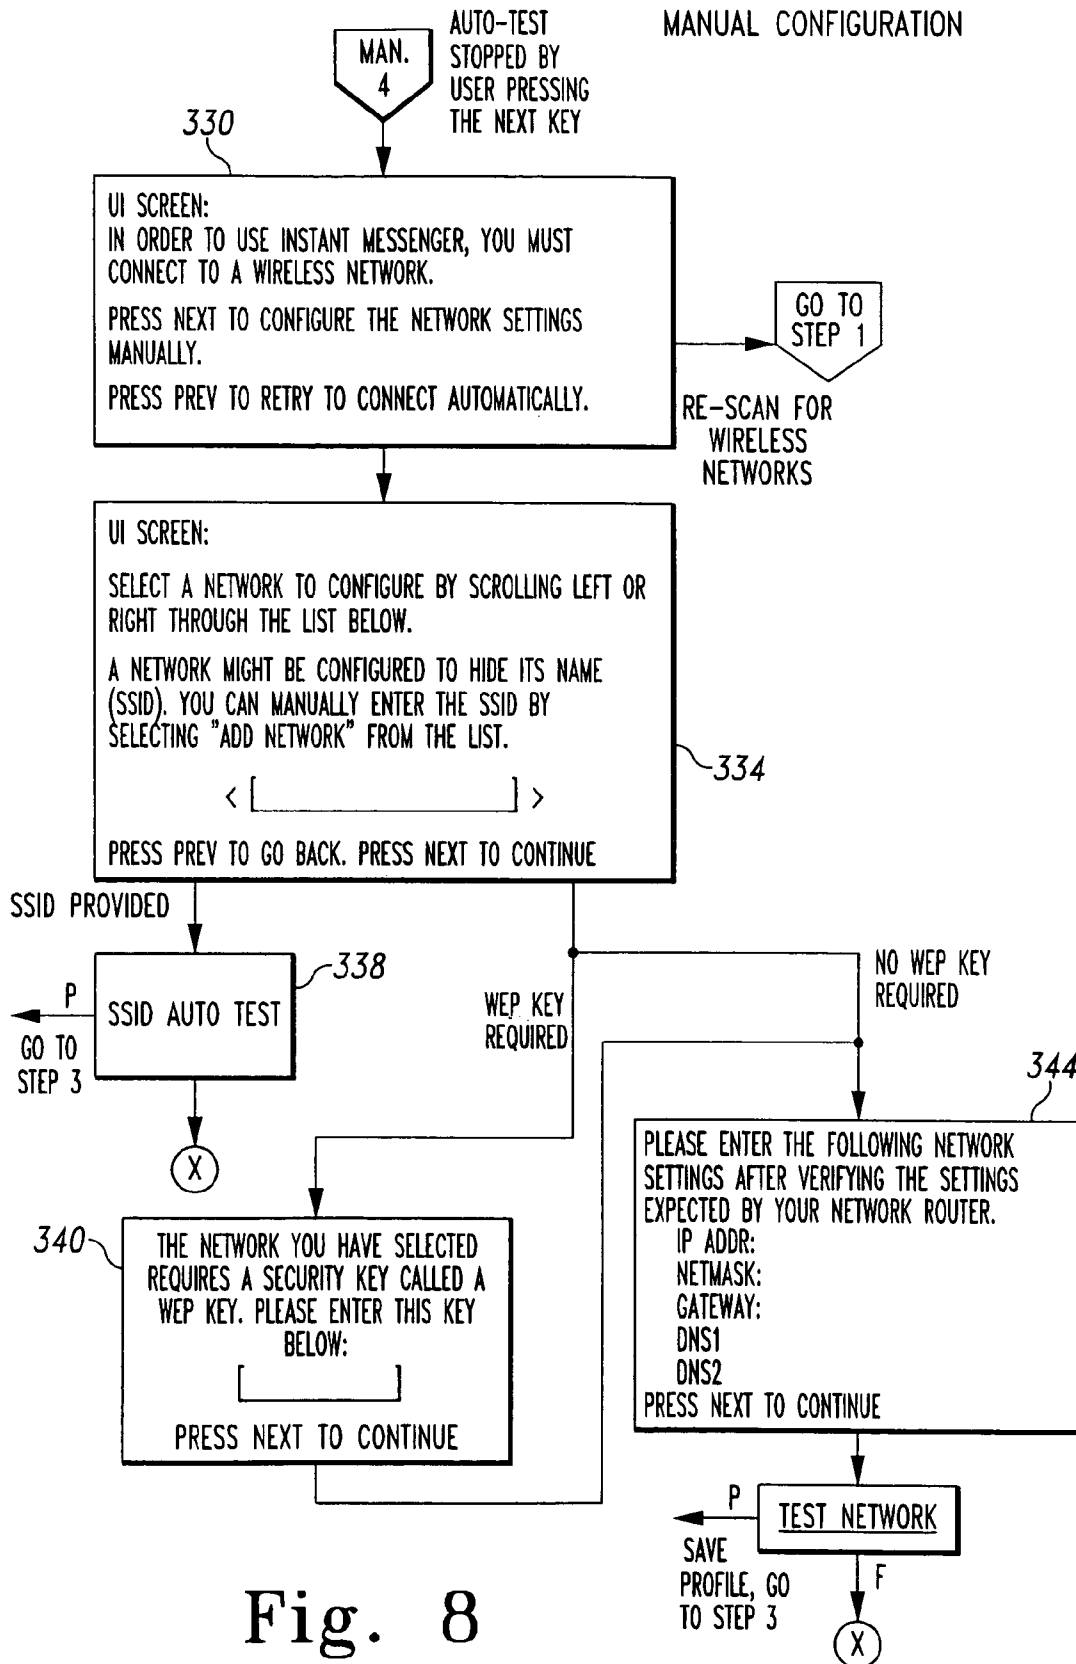 MANUAL CONFIGURATION
MAN.
4
AUTO-TEST
STOPPED BY
USER PRESSING
THE NEXT KEY
330
UI SCREEN:
IN ORDER TO USE INSTANT MESSENGER, YOU MUST
CONNECT TO A WIRELESS NETWORK.
PRESS NEXT TO CONFIGURE THE NETWORK SETTINGS
MANUALLY.
PRESS PREV TO RETRY TO CONNECT AUTOMATICALLY.
GO TO
STEP 1
RE-SCAN FOR
WIRELESS
NETWORKS
UI SCREEN:
SELECT A NETWORK TO CONFIGURE BY SCROLLING LEFT OR
RIGHT THROUGH THE LIST BELOW.
A NETWORK MIGHT BE CONFIGURED TO HIDE ITS NAME
(SSID). YOU CAN MANUALLY ENTER THE SSID BY
SELECTING "ADD NETWORK" FROM THE LIST.
< >
PRESS PREV TO GO BACK. PRESS NEXT TO CONTINUE
334
SSID PROVIDED
338
SSID AUTO TEST
P
GO TO
STEP 3
X
WEP KEY
REQUIRED
NO WEP KEY
REQUIRED
340
THE NETWORK YOU HAVE SELECTED
REQUIRES A SECURITY KEY CALLED A
WEP KEY. PLEASE ENTER THIS KEY
BELOW:
PRESS NEXT TO CONTINUE
344
PLEASE ENTER THE FOLLOWING NETWORK
SETTINGS AFTER VERIFYING THE SETTINGS
EXPECTED BY YOUR NETWORK ROUTER.
IP ADDR:
NETMASK:
GATEWAY:
DNS1
DNS2
PRESS NEXT TO CONTINUE
TEST NETWORK
P
SAVE
PROFILE, GO
TO STEP 3
F
X
Fig. 8